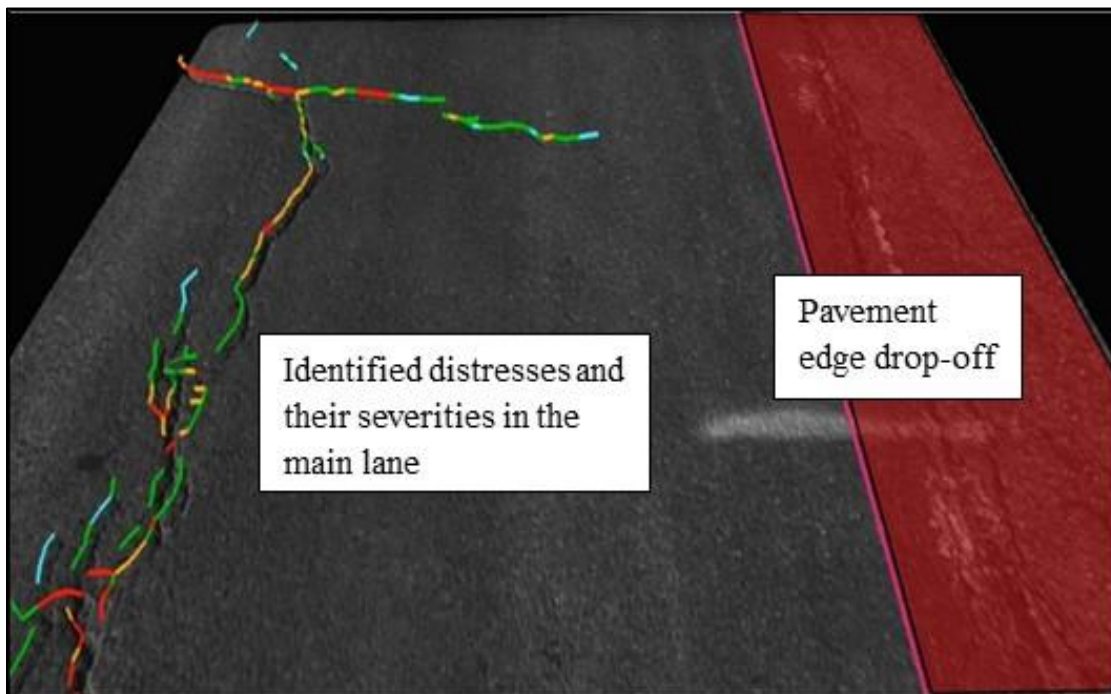 Pavement
edge drop-off
Identified distresses and
their severities in the
main lane